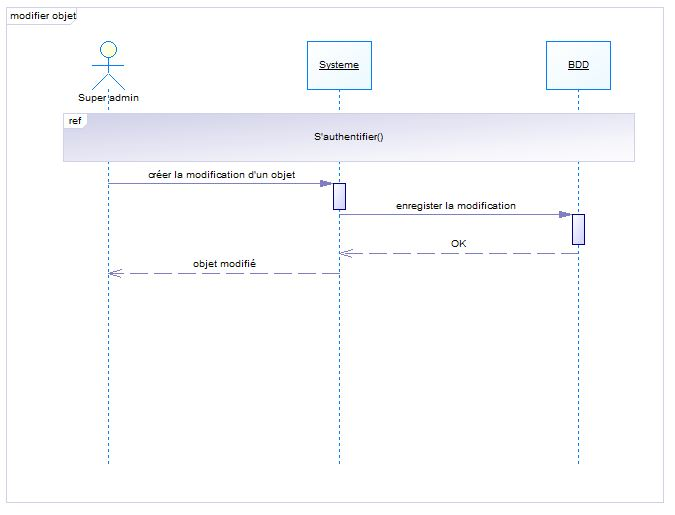 modifier objet
Systeme
BDD
Super admin
ref
S'authentifier()
créer la modification d'un objet
enregister la modification
OK
objet modifié